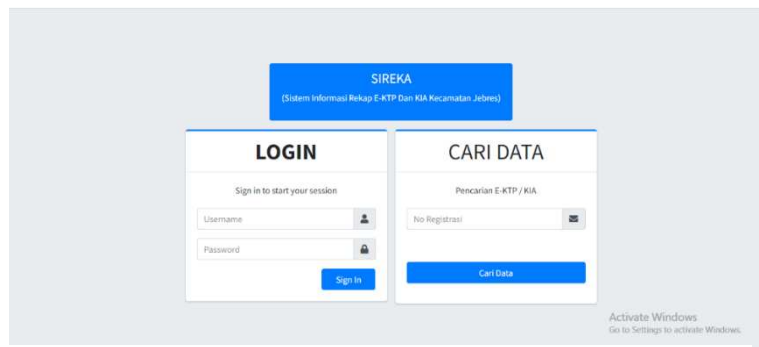 SIREKA
(Sistem Informasi Rekap E-KTP Dan KIA Kecamatan Jebres)
LOGIN
Sign in to start your session
Username
Password
Sign In
CARI DATA
Pencarian E-KTP / KIA
No Registrasi
Cari Data
Activate Windows
Go to Settings to activate Windows.